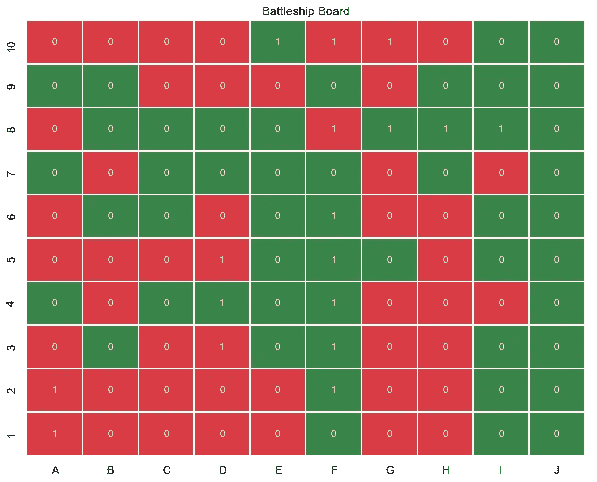 Battleship Board
10 0 0 0 0 1 1 1 0 0 0
9 0 0 0 0 0 0 0 0 0 0
8 0 0 0 0 0 1 1 1 1 0
7 0 0 0 0 0 0 0 0 0 0
6 0 0 0 0 0 1 0 0 0 0
5 0 0 0 1 0 1 0 0 0 0
4 0 0 0 1 0 1 0 0 0 0
3 0 0 0 1 0 1 0 0 0 0
2 1 0 0 0 0 1 0 0 0 0
1 1 0 0 0 0 0 0 0 0 0
A B C D E F G H I J